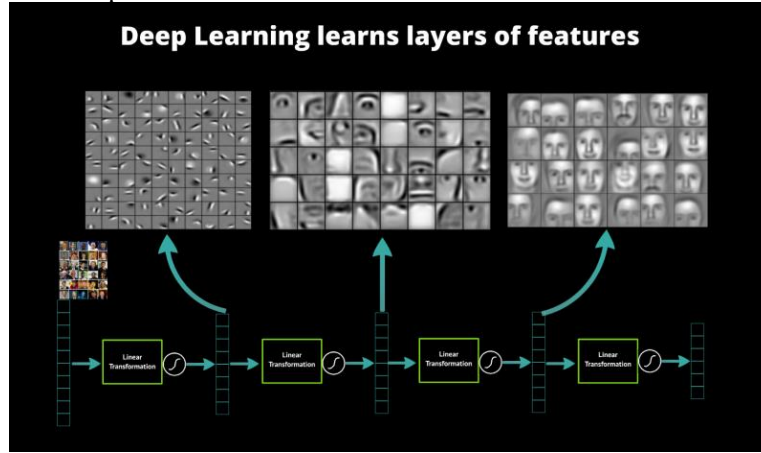 Deep Learning learns layers of features
Linear
Transformation
Linear
Transformation
Linear
Transformation
Linear
Transformation